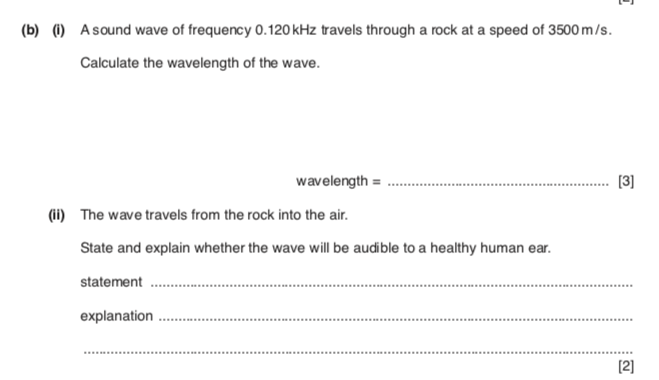 (b) (i) A sound wave of frequency 0.120 kHz travels through a rock at a speed of 3500 m/s.
Calculate the wavelength of the wave.
wavelength = ........................................................ [3]
(ii) The wave travels from the rock into the air.
State and explain whether the wave will be audible to a healthy human ear.
statement ........................................................................................................................
explanation ......................................................................................................................
..........................................................................................................................................
[2]